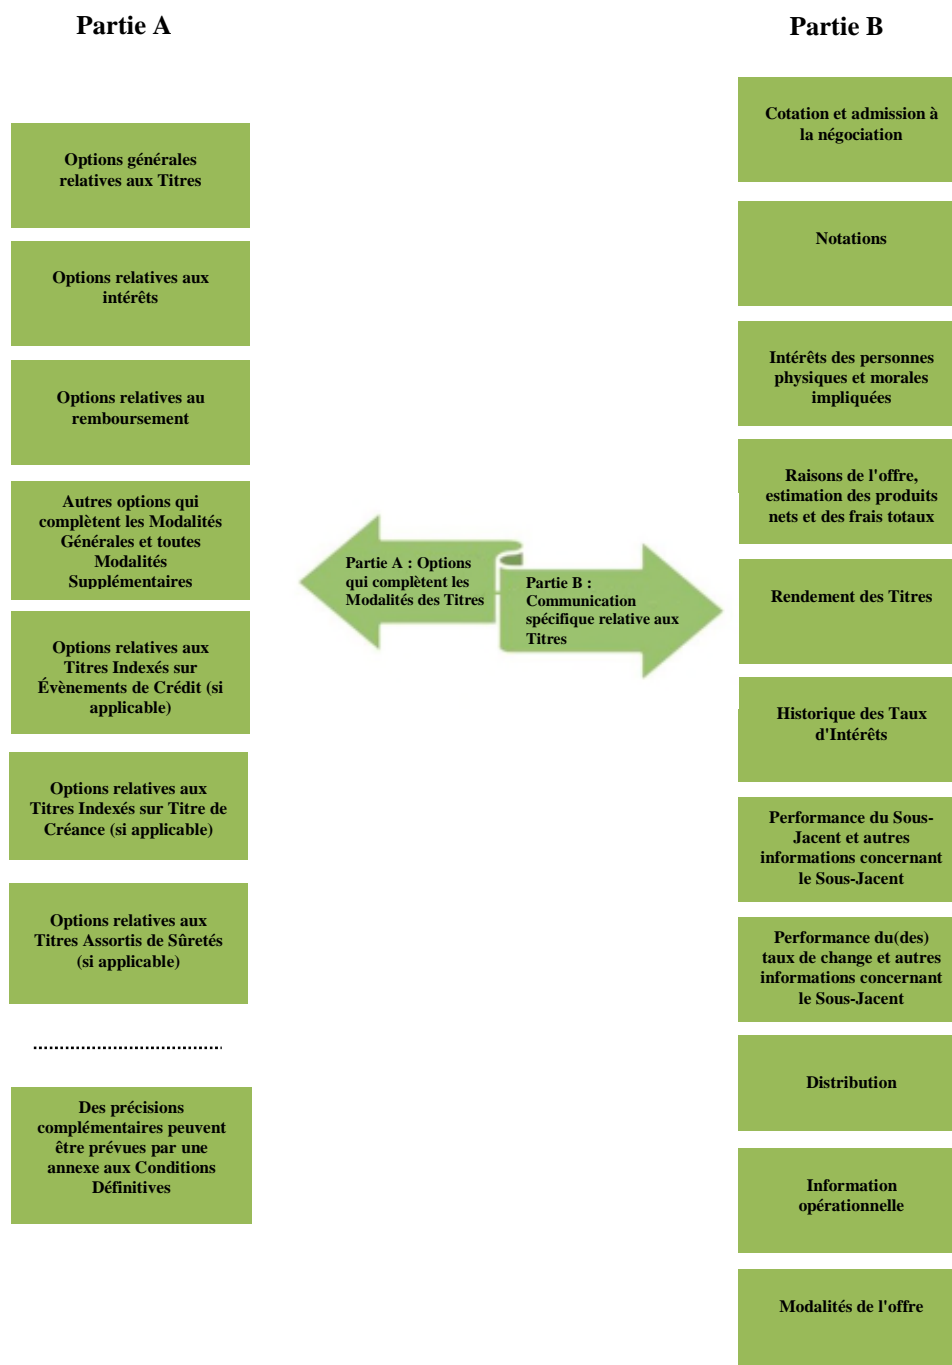 Partie A
Options générales
relatives aux Titres
Options relatives aux
intérêts
Options relatives au
remboursement
Autres options qui
complètent les Modalités
Générales et toutes
Modalités
Supplémentaires
Options relatives aux
Titres Indexés sur
Évènements de Crédit (si
applicable)
Options relatives aux
Titres Indexés sur Titre de
Créance (si applicable)
Options relatives aux
Titres Assortis de Sûretés
(si applicable)
Des précisions
complémentaires peuvent
être prévues par une
annexe aux Conditions
Définitives
Partie A : Options
qui complètent les
Modalités des Titres
Partie B :
Communication
spécifique relative aux
Titres
Partie B
Cotation et admission à
la négociation
Notations
Intérêts des personnes
physiques et morales
impliquées
Raisons de l'offre,
estimation des produits
nets et des frais totaux
Rendement des Titres
Historique des Taux
d'Intérêts
Performance du Sous-
Jacent et autres
informations concernant
le Sous-Jacent
Performance du(des)
taux de change et autres
informations concernant
le Sous-Jacent
Distribution
Information
opérationnelle
Modalités de l'offre